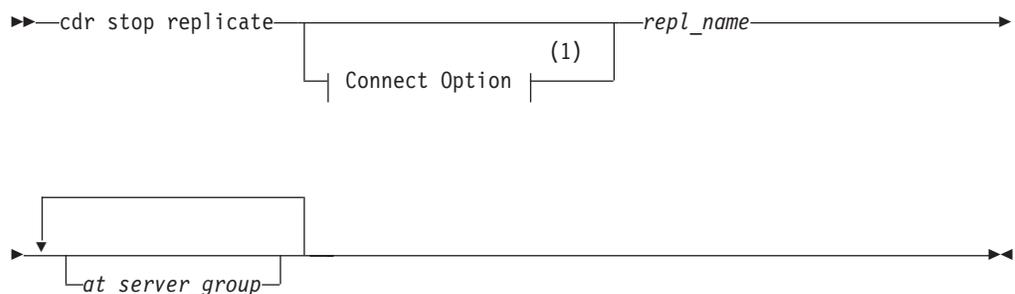 cdr stop replicate repl_name
(1)
Connect Option
at server group